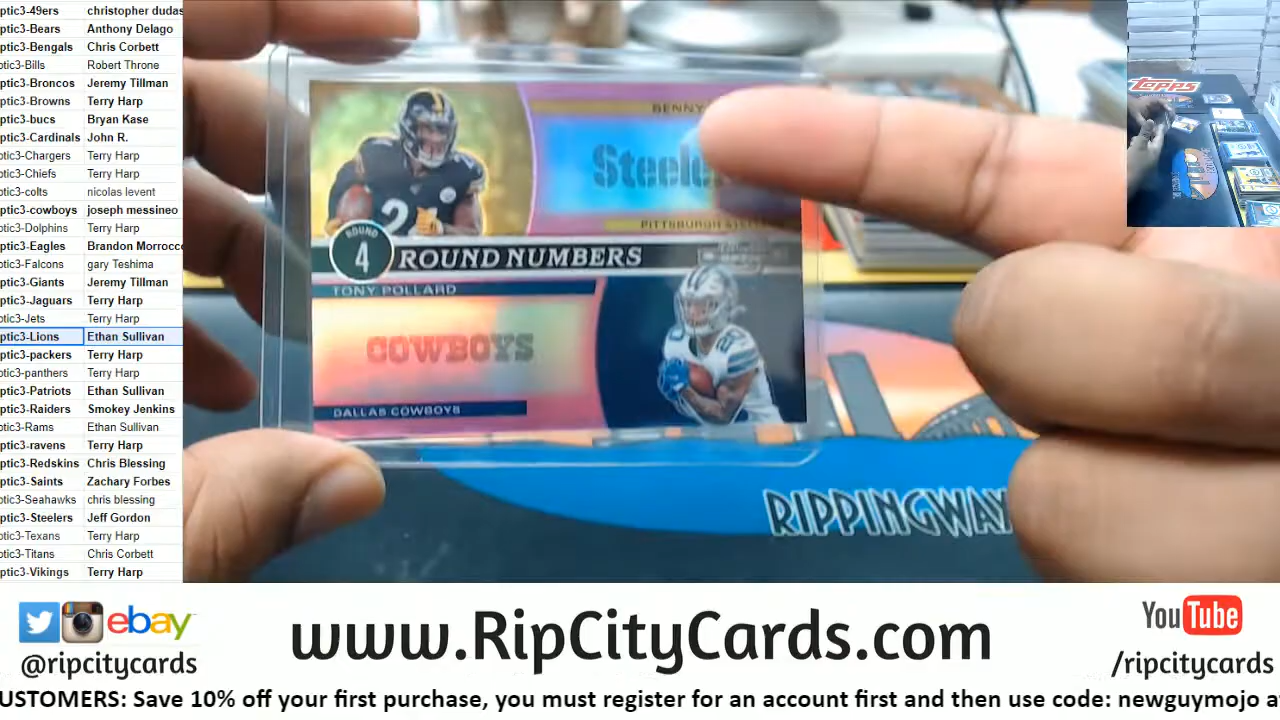 ptic3-49ers christopher dudas
ptic3-Bears Anthony Delago
ptic3-Bengals Chris Corbett
ptic3-Bills Robert Throne
ptic3-Broncos Jeremy Tillman
ptic3-Browns Terry Harp
ptic3-bucs Bryan Kase
ptic3-Cardinals John R.
ptic3-Chargers Terry Harp
ptic3-Chiefs Terry Harp
ptic3-colts nicolas levent
ptic3-cowboys joseph messineo
ptic3-Dolphins Terry Harp
ptic3-Eagles Brandon Morrocc
ptic3-Falcons gary Teshima
ptic3-Giants Jeremy Tillman
ptic3-Jaguars Terry Harp
ptic3-Jets Terry Harp
ptic3-Lions Ethan Sullivan
ptic3-packers Terry Harp
ptic3-panthers Terry Harp
ptic3-Patriots Ethan Sullivan
ptic3-Raiders Smokey Jenkins
ptic3-Rams Ethan Sullivan
ptic3-ravens Terry Harp
ptic3-Redskins Chris Blessing
ptic3-Saints Zachary Forbes
ptic3-Seahawks chris blessing
ptic3-Steelers Jeff Gordon
ptic3-Texans Terry Harp
ptic3-Titans Chris Corbett
ptic3-Vikings Terry Harp
BENNY
Steele
PITTSBURGH STEEL
ROUND
4
ROUND NUMBERS
TONY POLLARD
COWBOYS
DALLAS COWBOYS
RIPPINGWAX
Topps
ebay
@ripcitycards
www.RipCityCards.com
YouTube
/ripcitycards
USTOMERS: Save 10% off your first purchase, you must register for an account first and then use code: newguymojo a